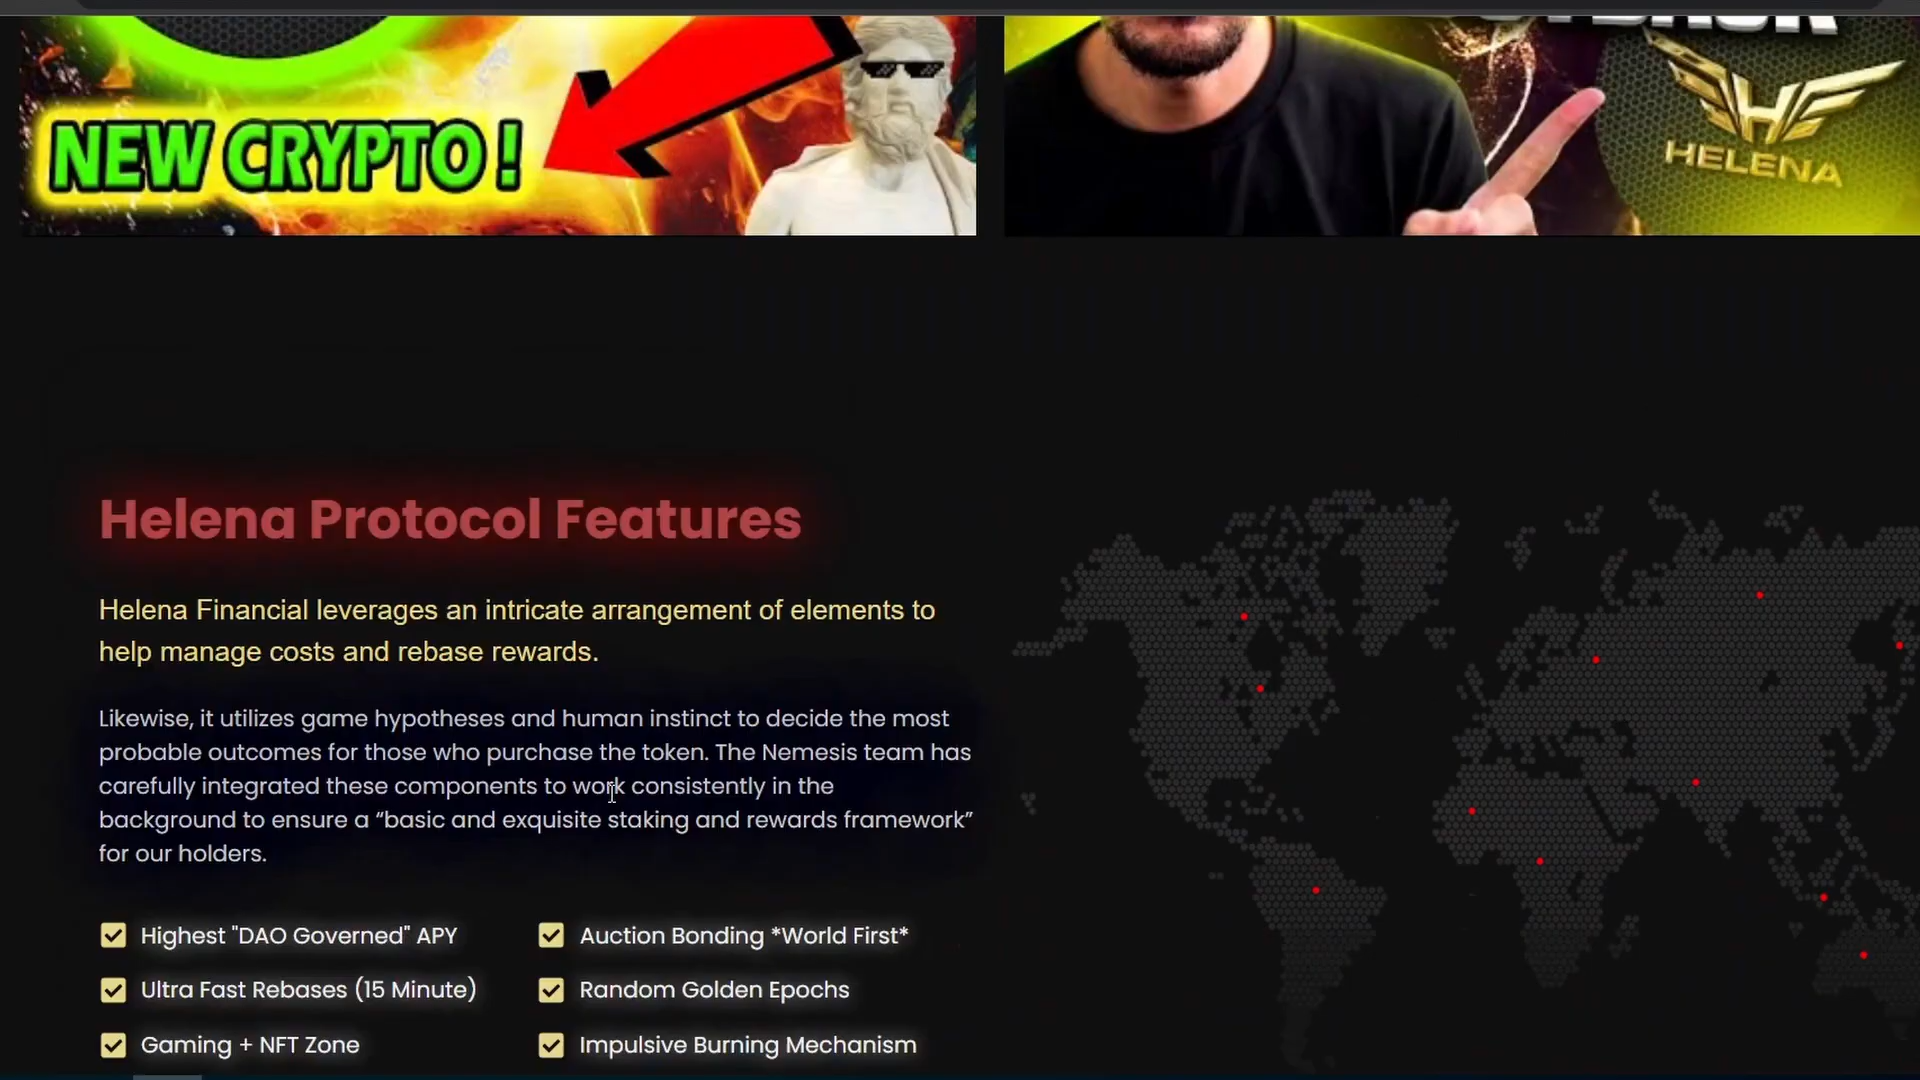 NEW CRYPTO!
HELENA
Helena Protocol Features
Helena Financial leverages an intricate arrangement of elements to
help manage costs and rebase rewards.
Likewise, it utilizes game hypotheses and human instinct to decide the most
probable outcomes for those who purchase the token. The Nemesis team has
carefully integrated these components to work consistently in the
background to ensure a “basic and exquisite staking and rewards framework”
for our holders.
Highest "DAO Governed" APY
Auction Bonding *World First*
Ultra Fast Rebases (15 Minute)
Random Golden Epochs
Gaming + NFT Zone
Impulsive Burning Mechanism